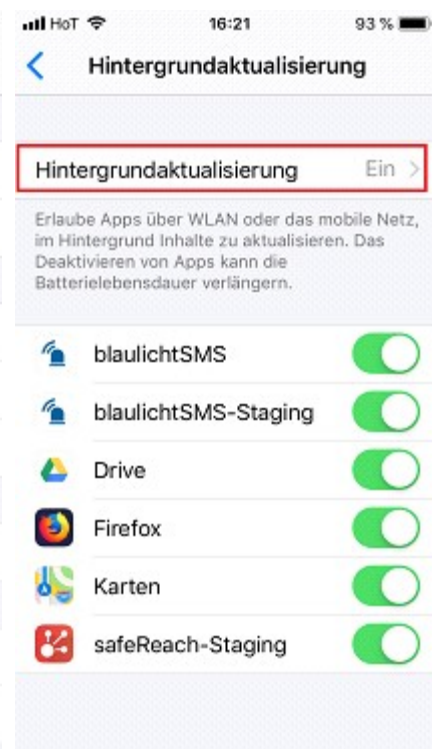 HoT 16:21 93 %
Hintergrundaktualisierung
Hintergrundaktualisierung Ein
Erlaube Apps über WLAN oder das mobile Netz,
im Hintergrund Inhalte zu aktualisieren. Das
Deaktivieren von Apps kann die
Batterielebensdauer verlängern.
blaulichtSMS
blaulichtSMS-Staging
Drive
Firefox
Karten
safeReach-Staging